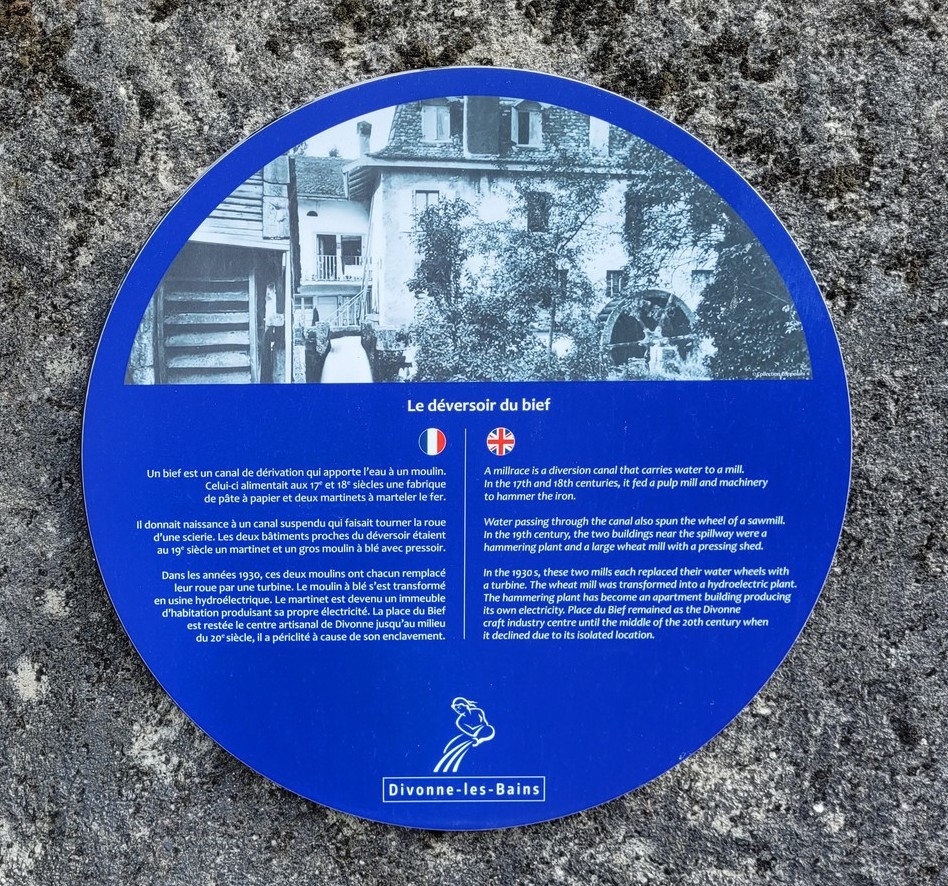 © Collection
Le déversoir du bief
Un bief est un canal de dérivation qui apporte l'eau à un moulin.
Celui-ci alimentait aux 17e et 18e siècles une fabrique
de pâte à papier et deux martinets à marteler le fer.
Il donnait naissance à un canal suspendu qui faisait tourner la roue
d'une scierie. Les deux bâtiments proches du déversoir étaient
au 19e siècle un martinet et un gros moulin à blé avec pressoir.
Dans les années 1930, ces deux moulins ont chacun remplacé
leur roue par une turbine. Le moulin à blé s'est transformé
en usine hydroélectrique. Le martinet est devenu un immeuble
d'habitation produisant sa propre électricité. La place du Bief
est restée le centre artisanal de Divonne jusqu'au milieu
du 20e siècle, il a périclité à cause de son enclavement.
A millrace is a diversion canal that carries water to a mill.
In the 17th and 18th centuries, it fed a pulp mill and machinery
to hammer the iron.
Water passing through the canal also spun the wheel of a sawmill.
In the 19th century, the two buildings near the spillway were a
hammering plant and a large wheat mill with a pressing shed.
In the 1930s, these two mills each replaced their water wheels with
a turbine. The wheat mill was transformed into a hydroelectric plant.
The hammering plant has become an apartment building producing
its own electricity. Place du Bief remained as the Divonne
craft industry centre until the middle of the 20th century when
it declined due to its isolated location.
Divonne-les-Bains